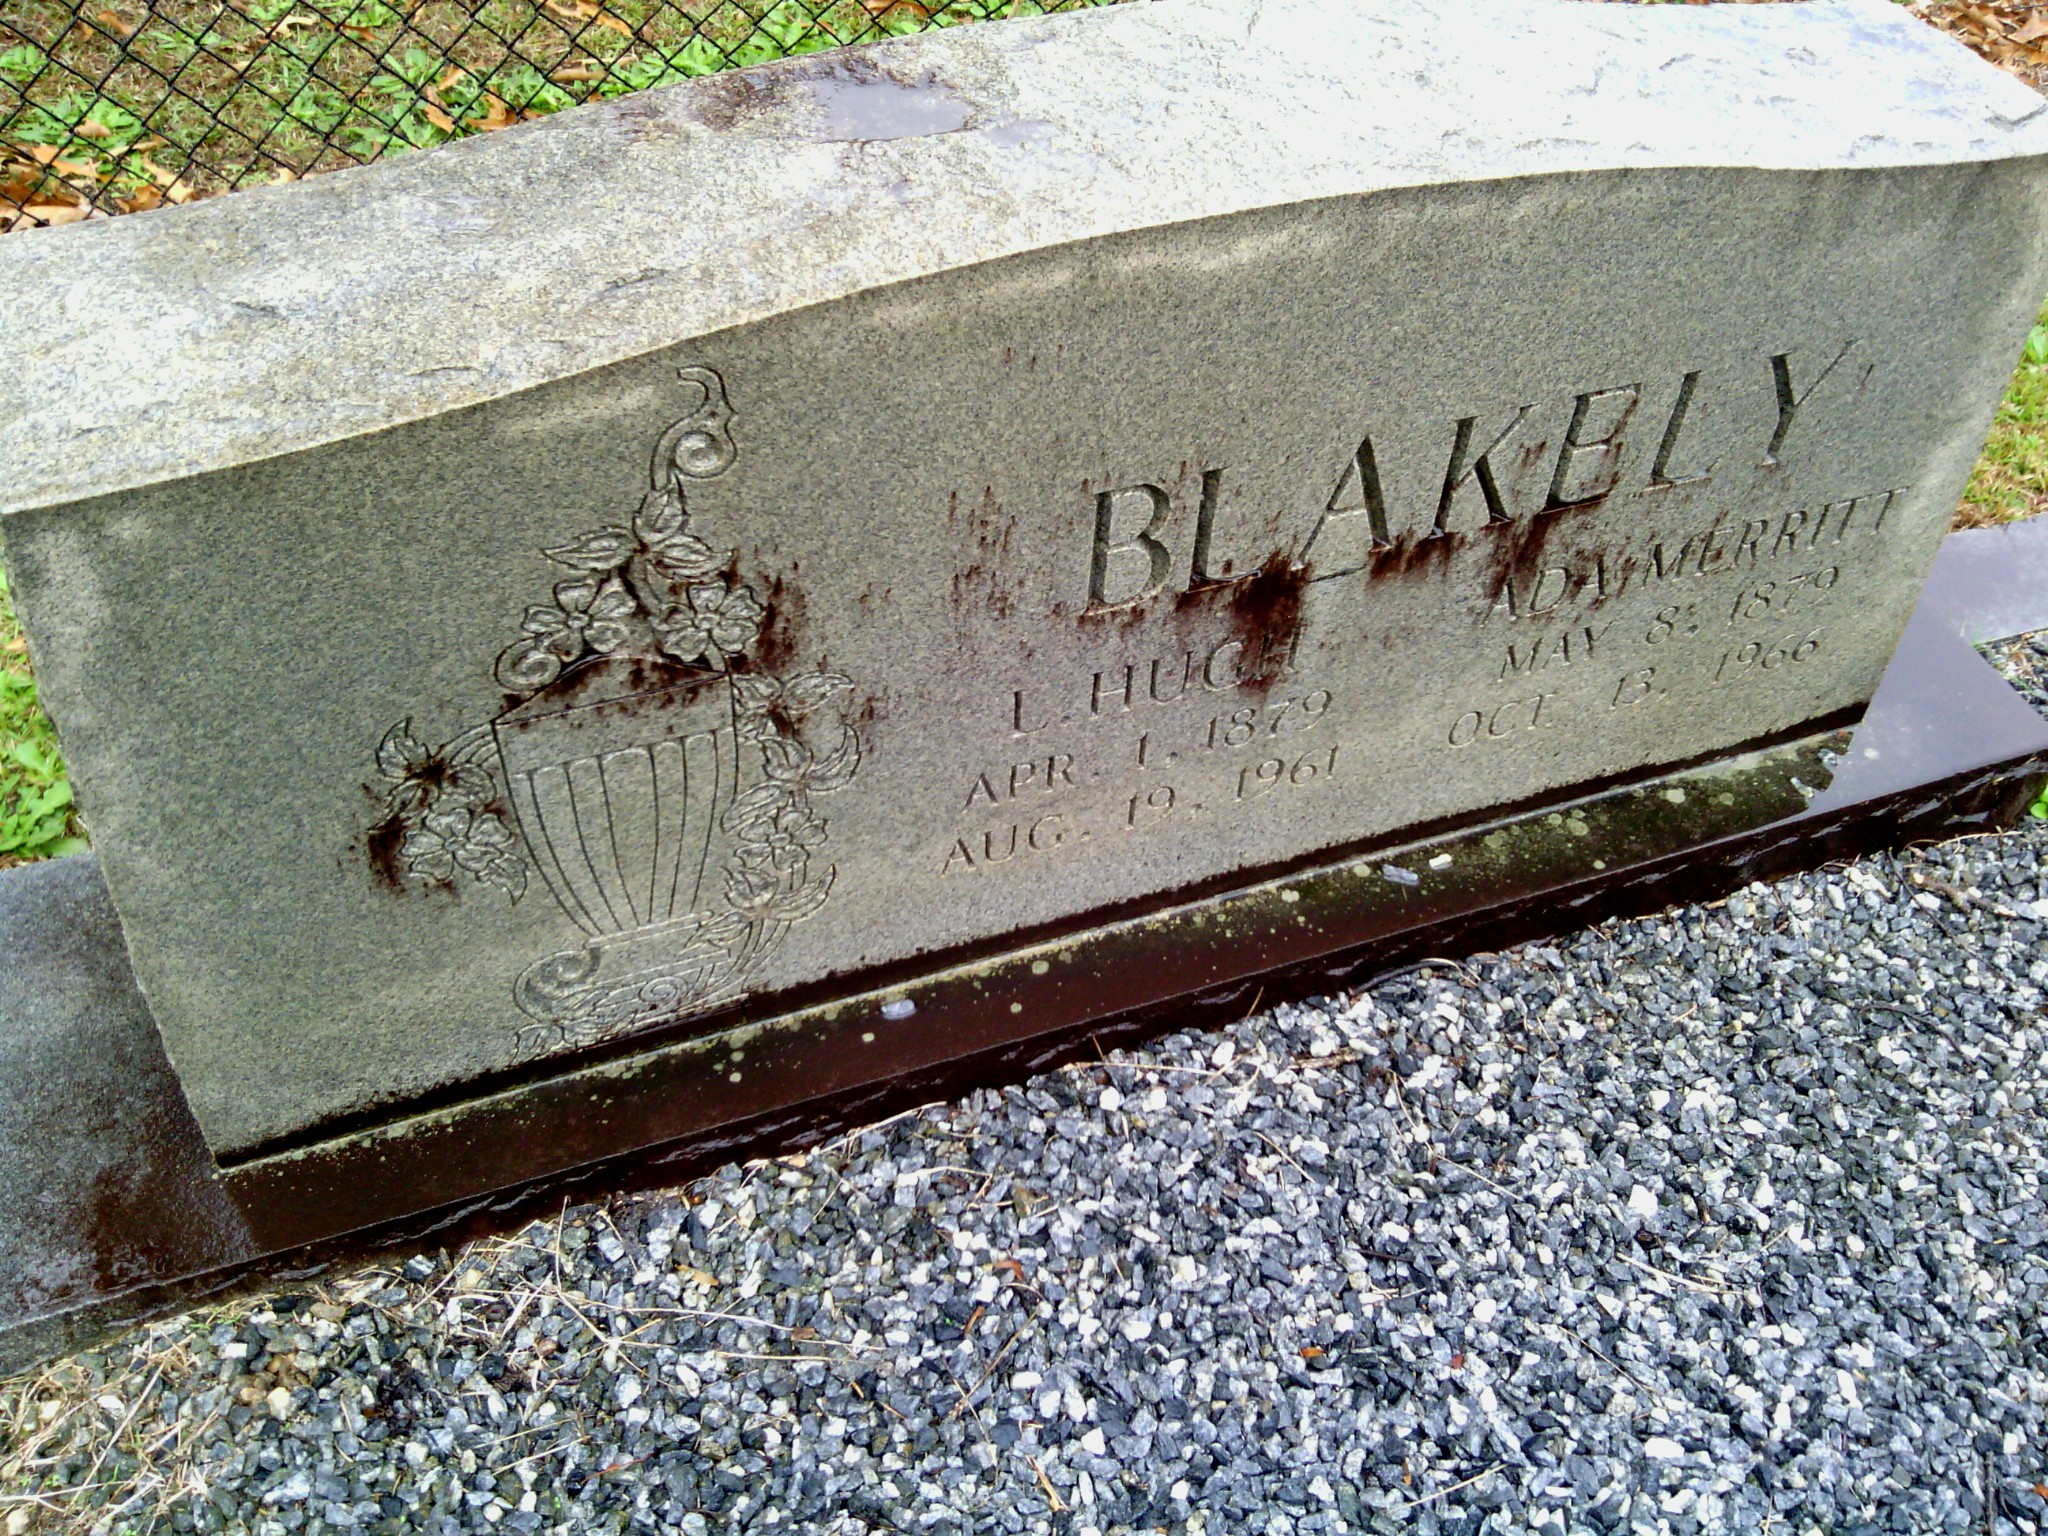 BLAKELY
L. HUGH
APR. 1, 1879
AUG. 19, 1961
ADA MERRITT
MAY 8, 1879
OCT. 13, 1966